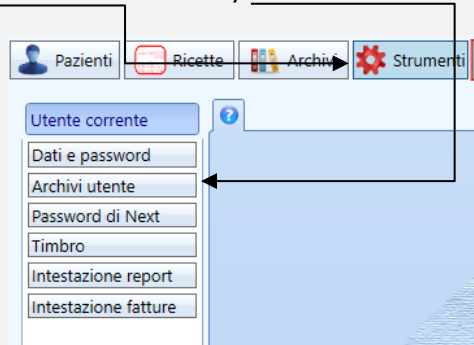 Pazienti Ricette Archivi Strumenti
Utente corrente
Dati e password
Archivi utente
Password di Next
Timbro
Intestazione report
Intestazione fatture